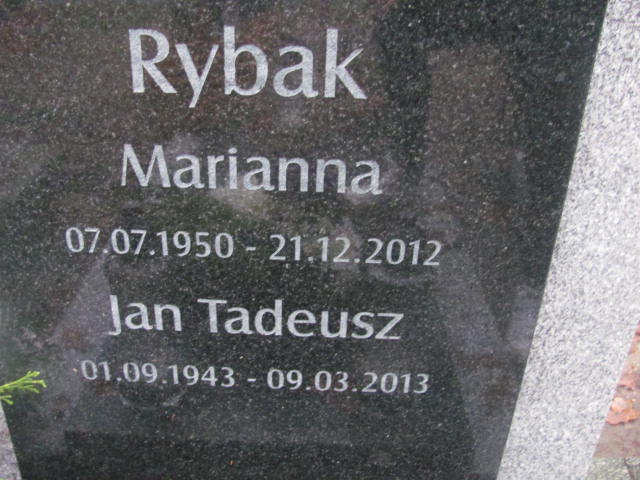 Rybak
Marianna
07.07.1950 - 21.12.2012
Jan Tadeusz
01.09.1943 - 09.03.2013